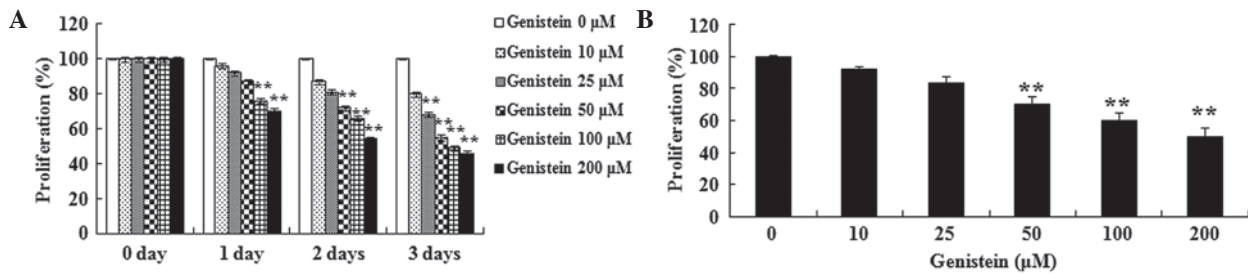 A
Proliferation (%)
120
100
80
60
40
20
0
** ** ** ** ** ** ** ** **
0 day 1 day 2 days 3 days
Genistein 0 µM
Genistein 10 µM
Genistein 25 µM
Genistein 50 µM
Genistein 100 µM
Genistein 200 µM
B
Proliferation (%)
120
100
80
60
40
20
0
** ** **
0 10 25 50 100 200
Genistein (µM)